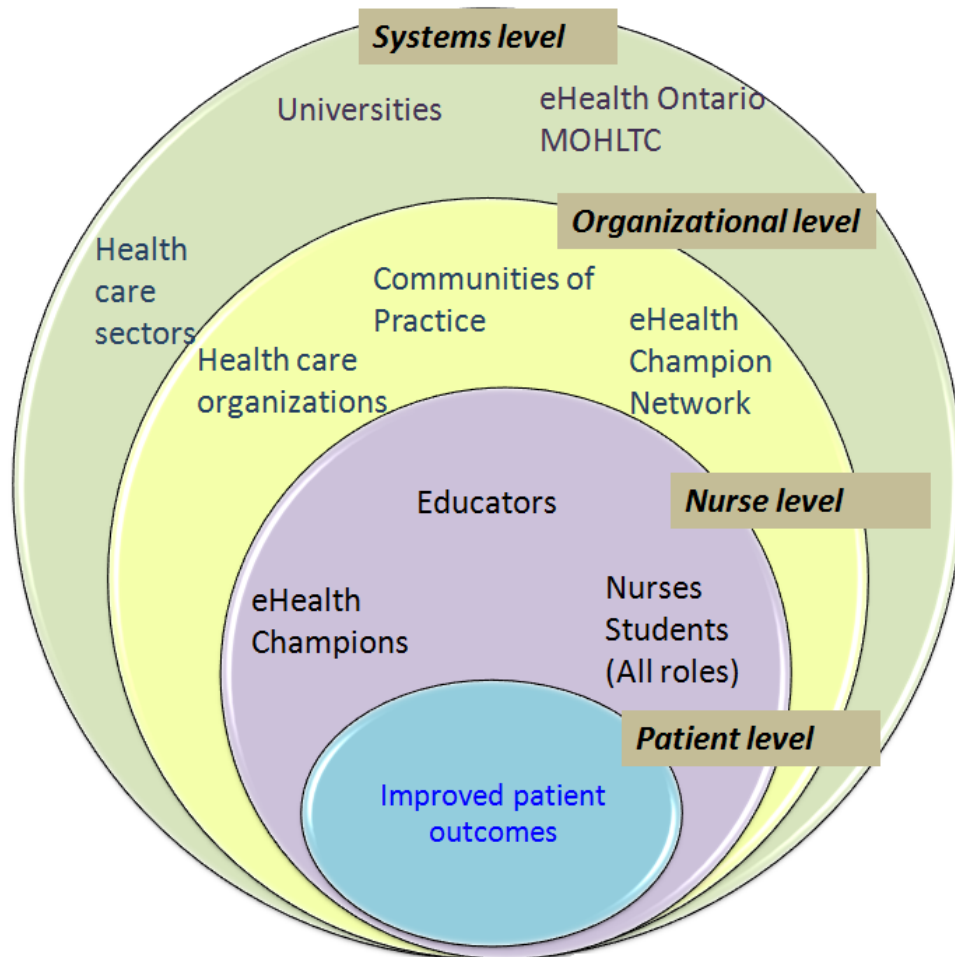 Systems level
Universities
eHealth Ontario
MOHLTC
Organizational level
Health
care
sectors
Communities of
Practice
eHealth
Champion
Network
Health care
organizations
Nurse level
Educators
eHealth
Champions
Nurses
Students
(All roles)
Patient level
Improved patient
outcomes